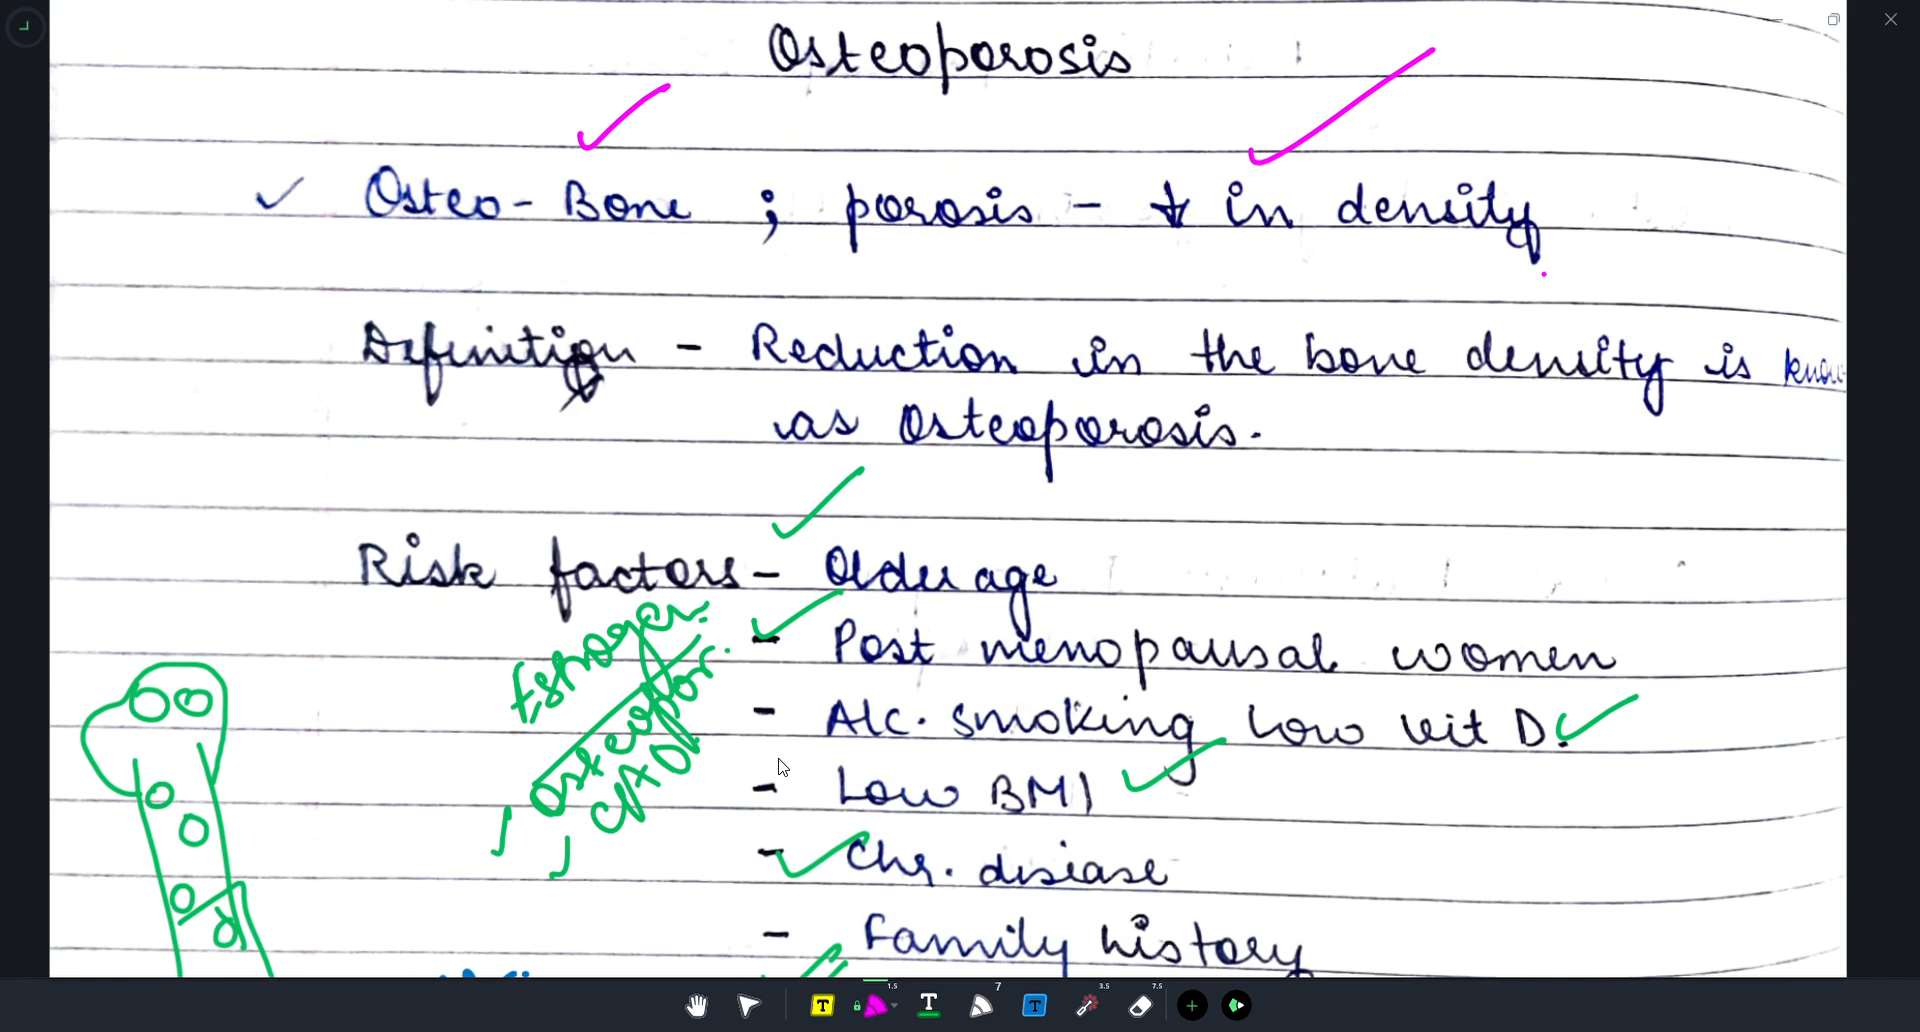 Osteoporosis
Osteo - Bone ; porosis - ↓ in density
Definition - Reduction in the bone density is know
as Osteoporosis.
Risk factors - Older age
- Post menopausal women
- Alc. smoking Low vit D.
- Low BMI
- Chr. disease
- Family history
Estrogen